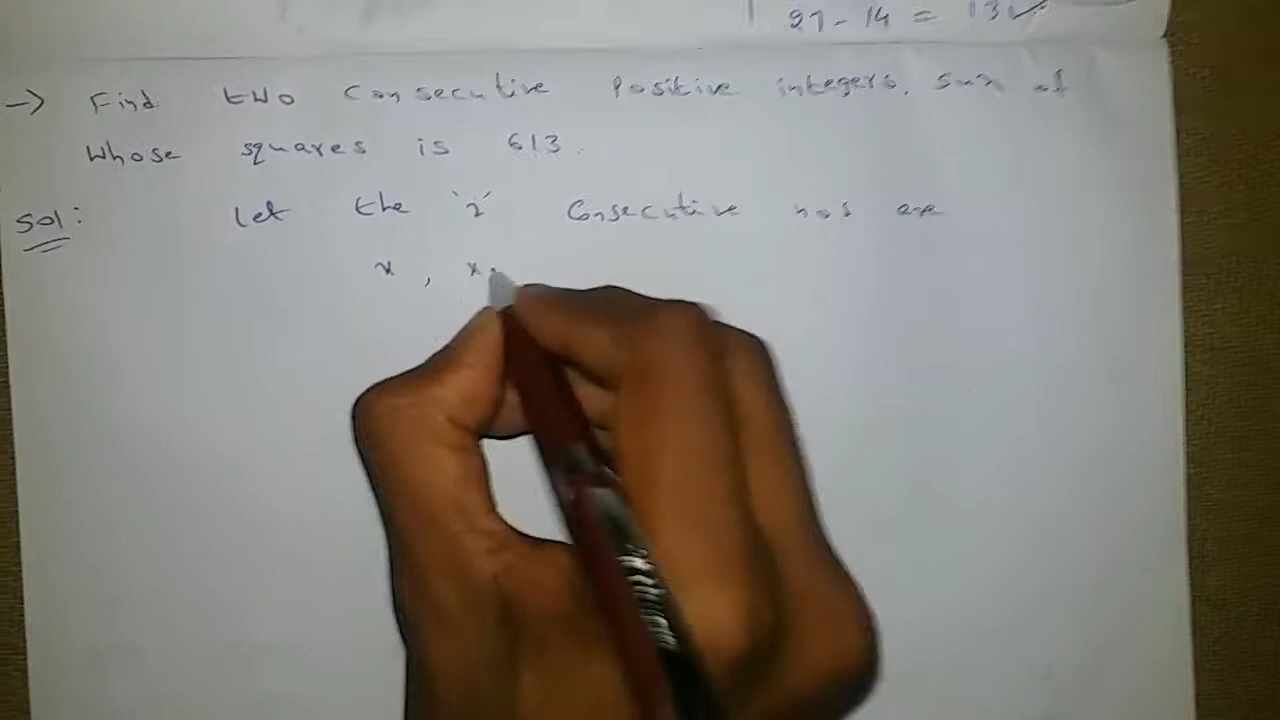 27 - 14 = 13 ✓
→ Find two consecutive positive integers, sum of
whose squares is 613.
Sol: Let the '2' Consecutive nos are
x , x